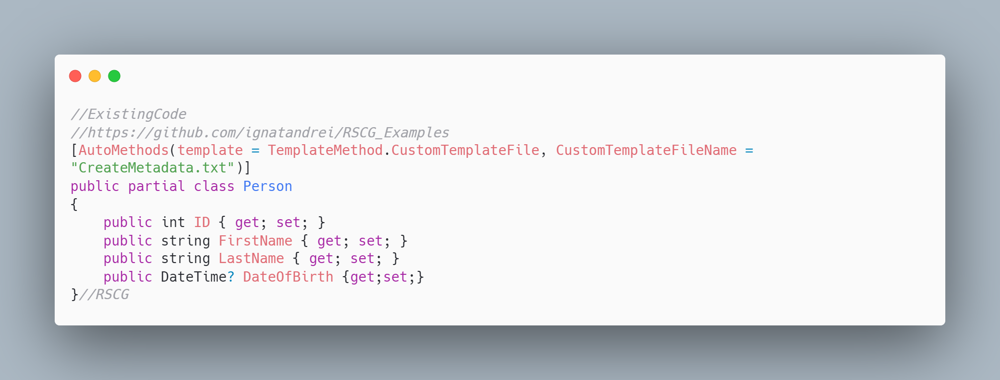 //ExistingCode
//https://github.com/ignatandrei/RSCG_Examples
[AutoMethods(template = TemplateMethod.CustomTemplateFile, CustomTemplateFileName =
"CreateMetadata.txt")]
public partial class Person
{
    public int ID { get; set; }
    public string FirstName { get; set; }
    public string LastName { get; set; }
    public DateTime? DateOfBirth {get;set;}
}//RSCG